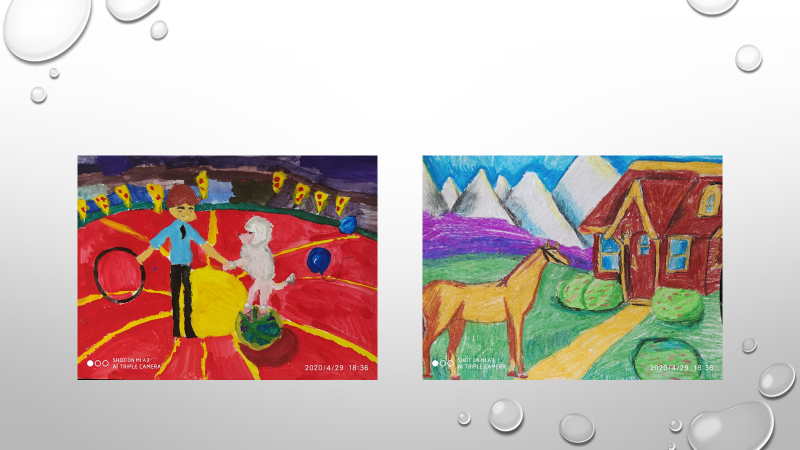 SHOT ON MI A3
AI TRIPLE CAMERA
2020/4/29 18:36
SHOT ON MI A3
AI TRIPLE CAMERA
2020/4/29 18:36